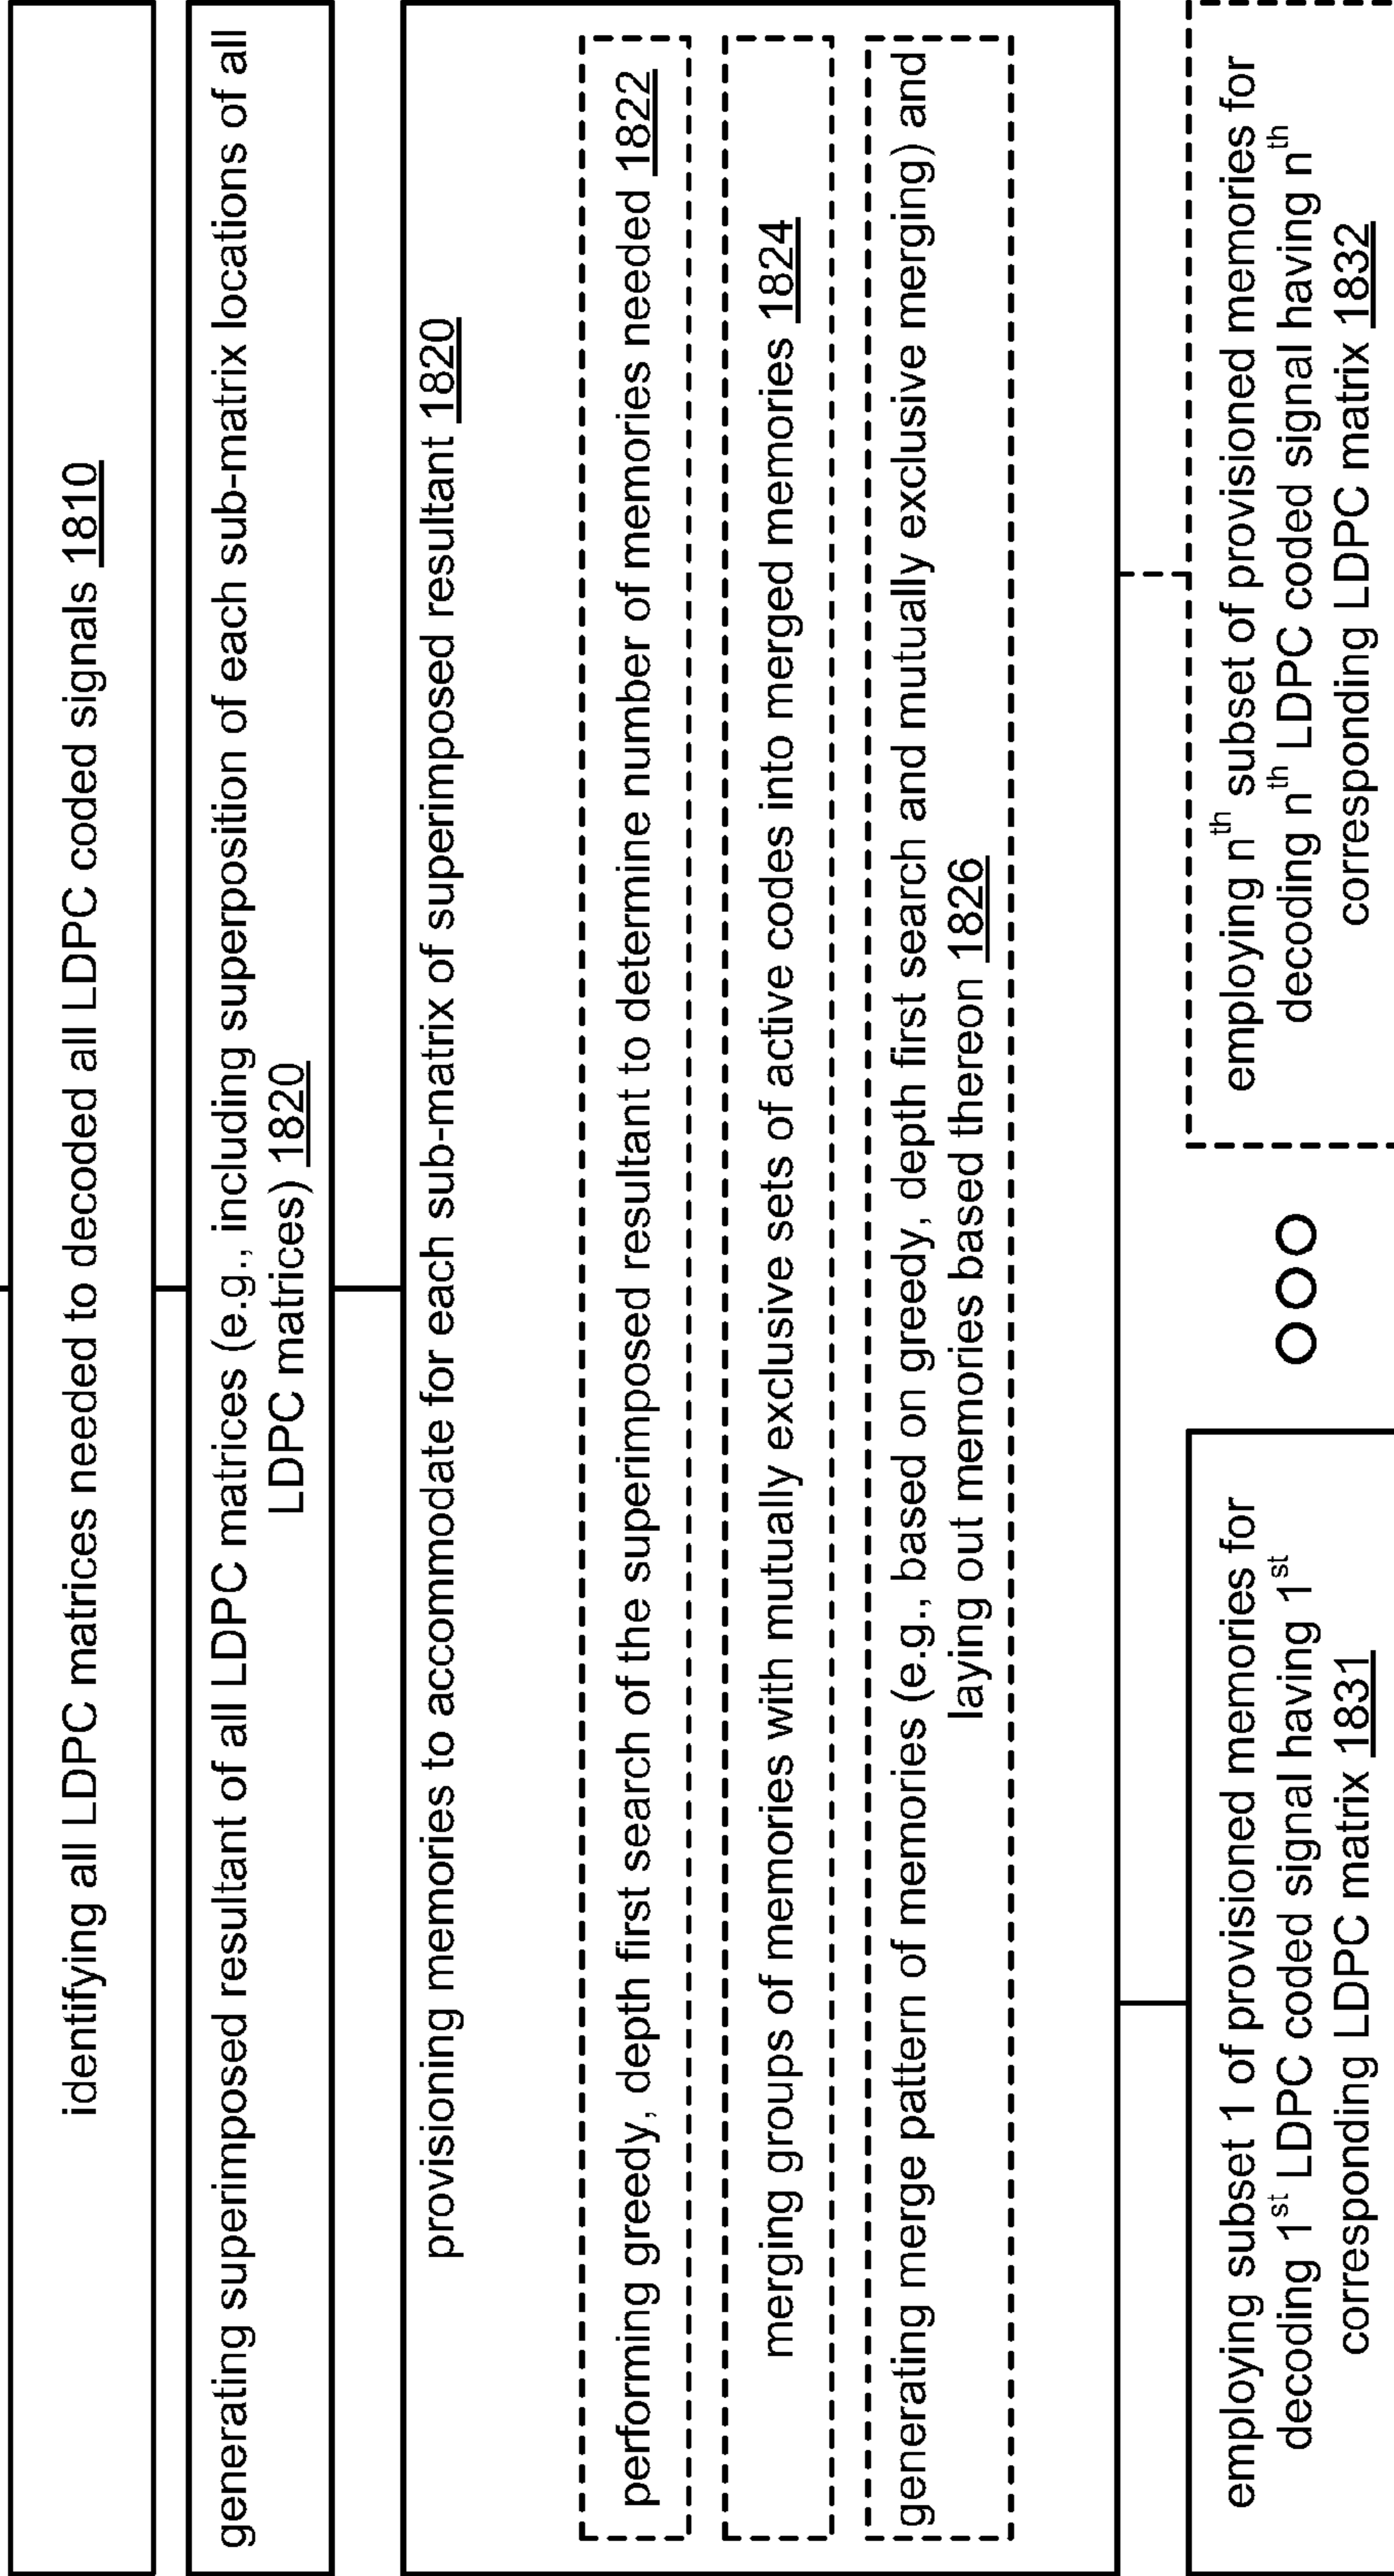 identifying all LDPC matrices needed to decoded all LDPC coded signals 1810
generating superimposed resultant of all LDPC matrices (e.g., including superposition of each sub-matrix locations of all
LDPC matrices) 1820
provisioning memories to accommodate for each sub-matrix of superimposed resultant 1820
performing greedy, depth first search of the superimposed resultant to determine number of memories needed 1822
merging groups of memories with mutually exclusive sets of active codes into merged memories 1824
generating merge pattern of memories (e.g., based on greedy, depth first search and mutually exclusive merging) and
laying out memories based thereon 1826
employing subset 1 of provisioned memories for
decoding 1st LDPC coded signal having 1st
corresponding LDPC matrix 1831
employing nth subset of provisioned memories for
decoding nth LDPC coded signal having nth
corresponding LDPC matrix 1832